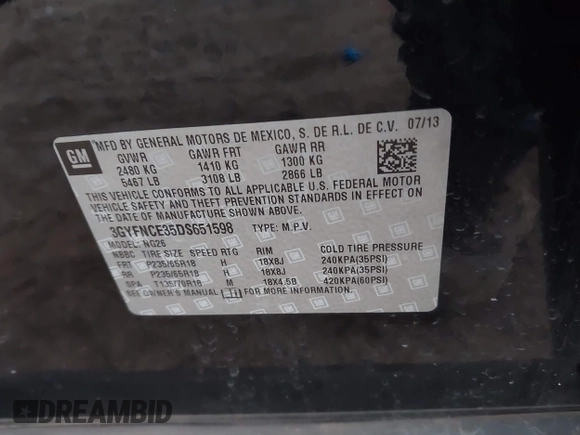 GM
MFD BY GENERAL MOTORS DE MEXICO, S. DE R.L. DE C.V. 07/13
GVWR GAWR FRT GAWR RR
2480 KG 1410 KG 1300 KG
5467 LB 3108 LB 2866 LB
THIS VEHICLE CONFORMS TO ALL APPLICABLE U.S. FEDERAL MOTOR
VEHICLE SAFETY AND THEFT PREVENTION STANDARDS IN EFFECT ON
THE DATE OF MANUFACTURE SHOWN ABOVE.
3GYFNCE35DS651598 TYPE: M.P.V.
MODEL: NG26
NBBC TIRE SIZE SPEED RTG RIM COLD TIRE PRESSURE
FRT P235/65R18 H 18X8J 240KPA(35PSI)
RR P235/65R18 H 18X8J 240KPA(35PSI)
SPA T135/70R18 M 18X4.5B 420KPA(60PSI)
SEE OWNER'S MANUAL FOR MORE INFORMATION.
DREAMBID